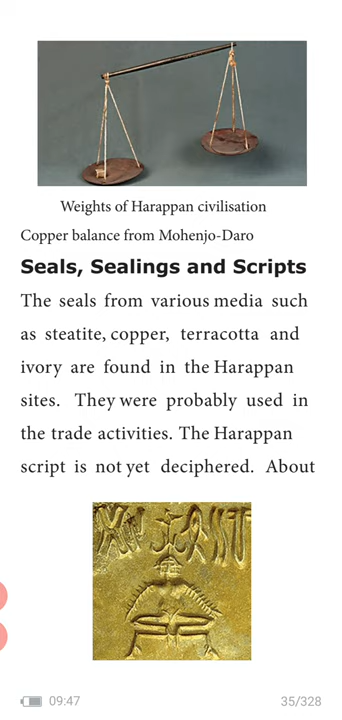 Weights of Harappan civilisation
Copper balance from Mohenjo-Daro
Seals, Sealings and Scripts
The seals from various media such
as steatite, copper, terracotta and
ivory are found in the Harappan
sites. They were probably used in
the trade activities. The Harappan
script is not yet deciphered. About
09:47
35/328